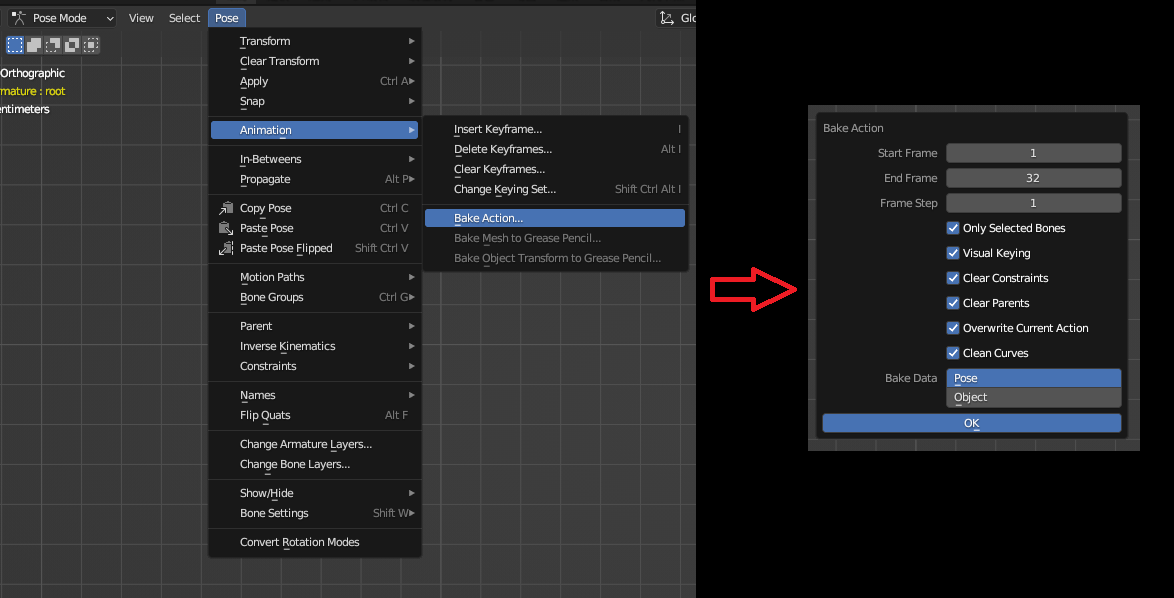 Pose Mode View Select Pose Glo
Orthographic
mature : root
entimeters
Transform
Clear Transform
Apply Ctrl A
Snap
Animation
In-Betweens
Propagate Alt P
Copy Pose Ctrl C
Paste Pose Ctrl V
Paste Pose Flipped Shift Ctrl V
Motion Paths
Bone Groups Ctrl G
Parent
Inverse Kinematics
Constraints
Names
Flip Quats Alt F
Change Armature Layers...
Change Bone Layers...
Show/Hide
Bone Settings Shift W
Convert Rotation Modes
Insert Keyframe... I
Delete Keyframes... Alt I
Clear Keyframes...
Change Keying Set... Shift Ctrl Alt I
Bake Action...
Bake Mesh to Grease Pencil...
Bake Object Transform to Grease Pencil...
Bake Action
Start Frame 1
End Frame 32
Frame Step 1
Only Selected Bones
Visual Keying
Clear Constraints
Clear Parents
Overwrite Current Action
Clean Curves
Bake Data Pose
Object
OK